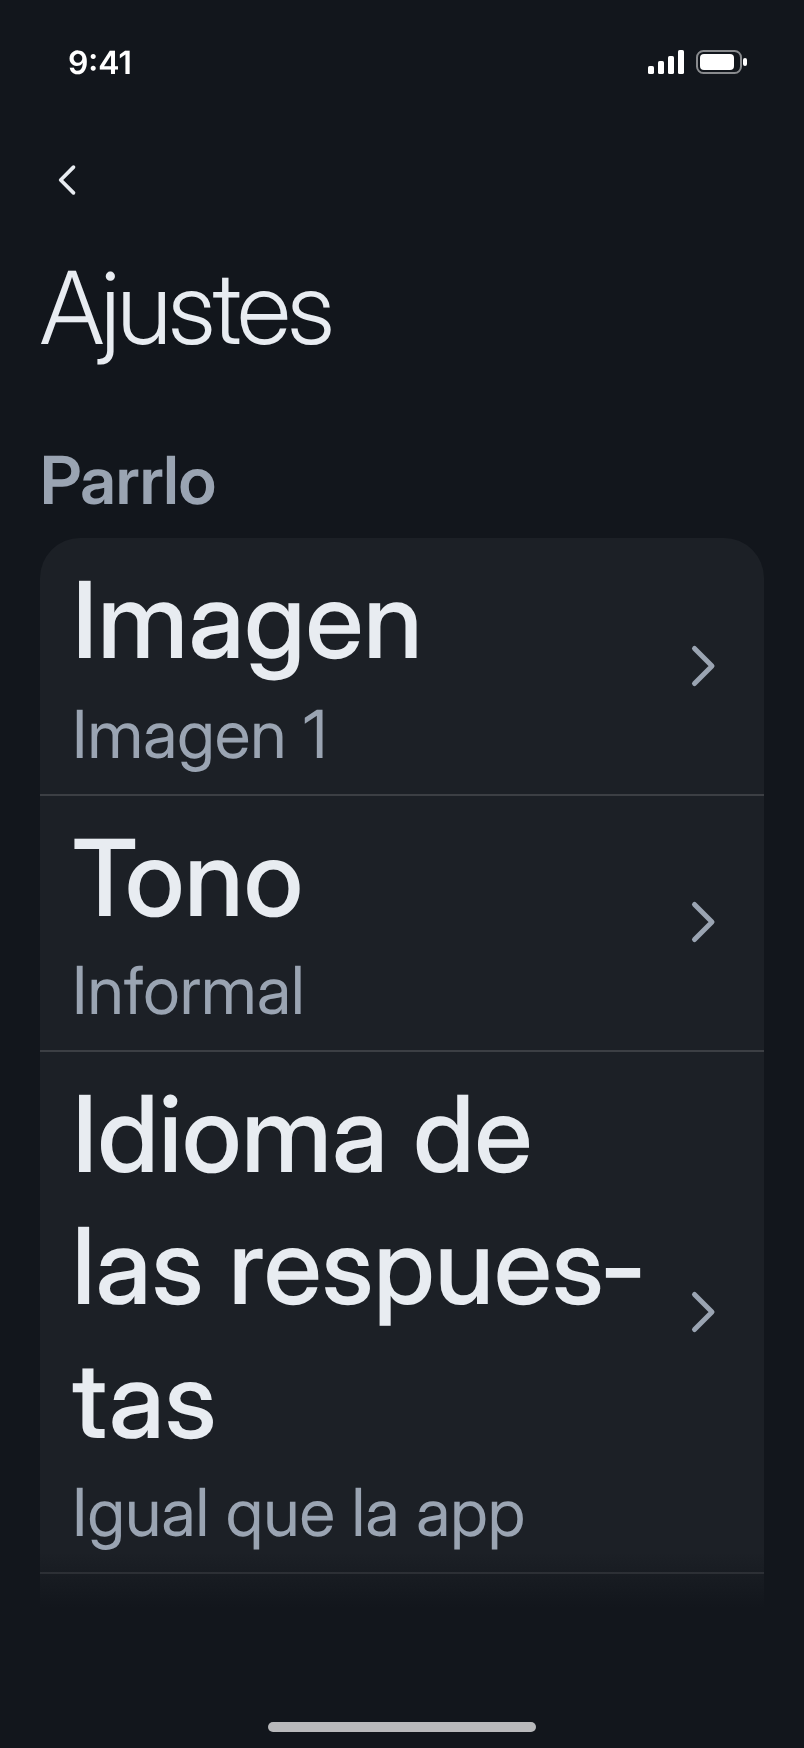 9:41
Ajustes
Parrlo
Imagen
Imagen 1
Tono
Informal
Idioma de
las respues-
tas
Igual que la app